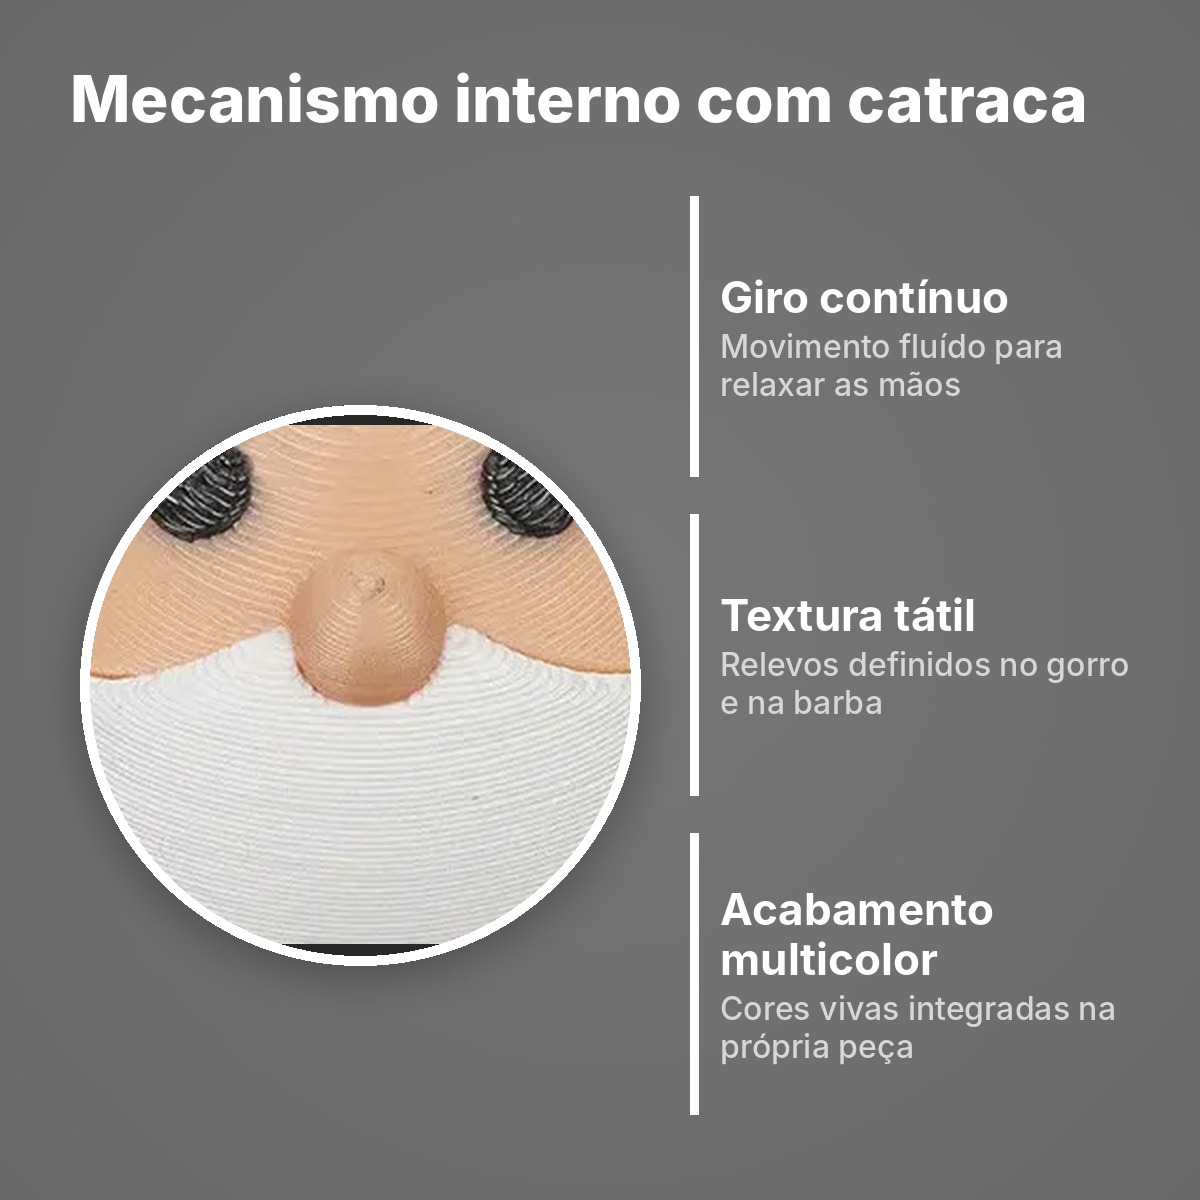 Mecanismo interno com catraca
Giro contínuo
Movimento fluído para
relaxar as mãos
Textura tátil
Relevos definidos no gorro
e na barba
Acabamento
multicolor
Cores vivas integradas na
própria peça